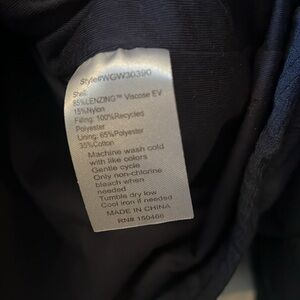 Style#WGW30390
Shell:
85%LENZING™ Viscose EV
15%Nylon
Filling: 100%Recycled
Polyester
Lining: 65%Polyester
35%Cotton
Machine wash cold
with like colors
Gentle cycle
Only non-chlorine
bleach when
needed
Tumble dry low
Cool iron if needed
MADE IN CHINA
RN# 150466